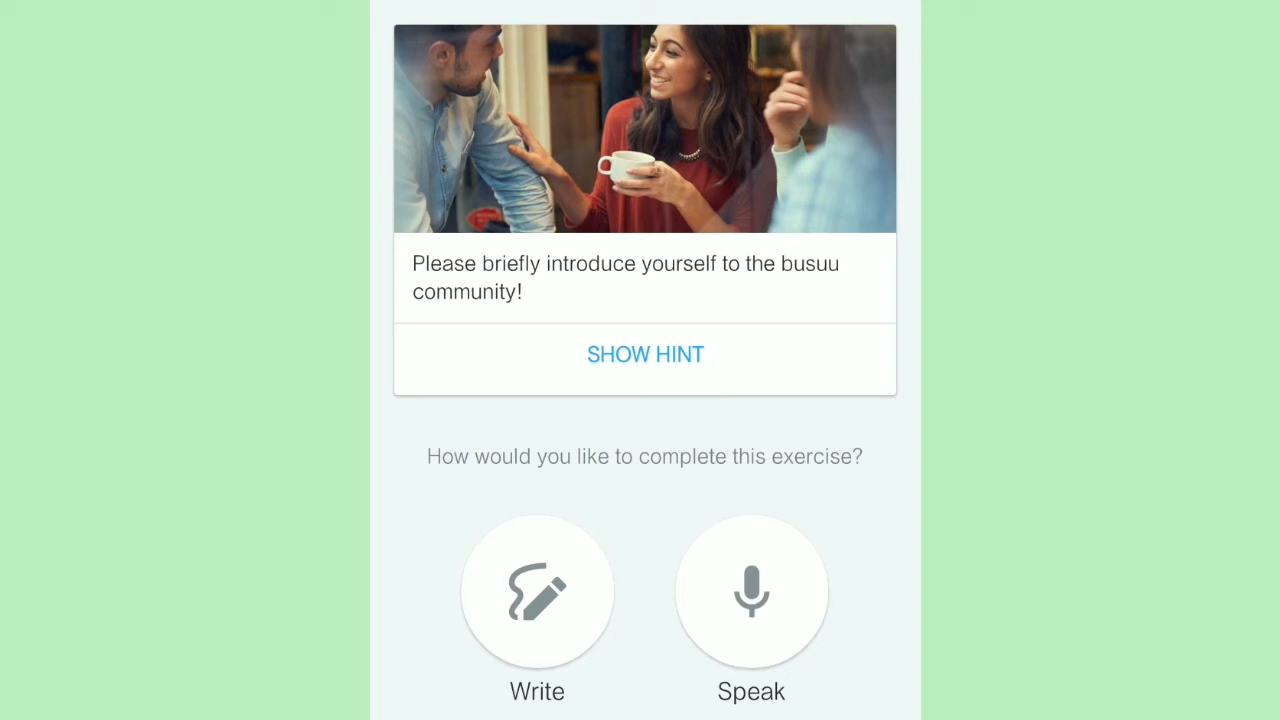 Please briefly introduce yourself to the busuu
community!
SHOW HINT
How would you like to complete this exercise?
Write
Speak